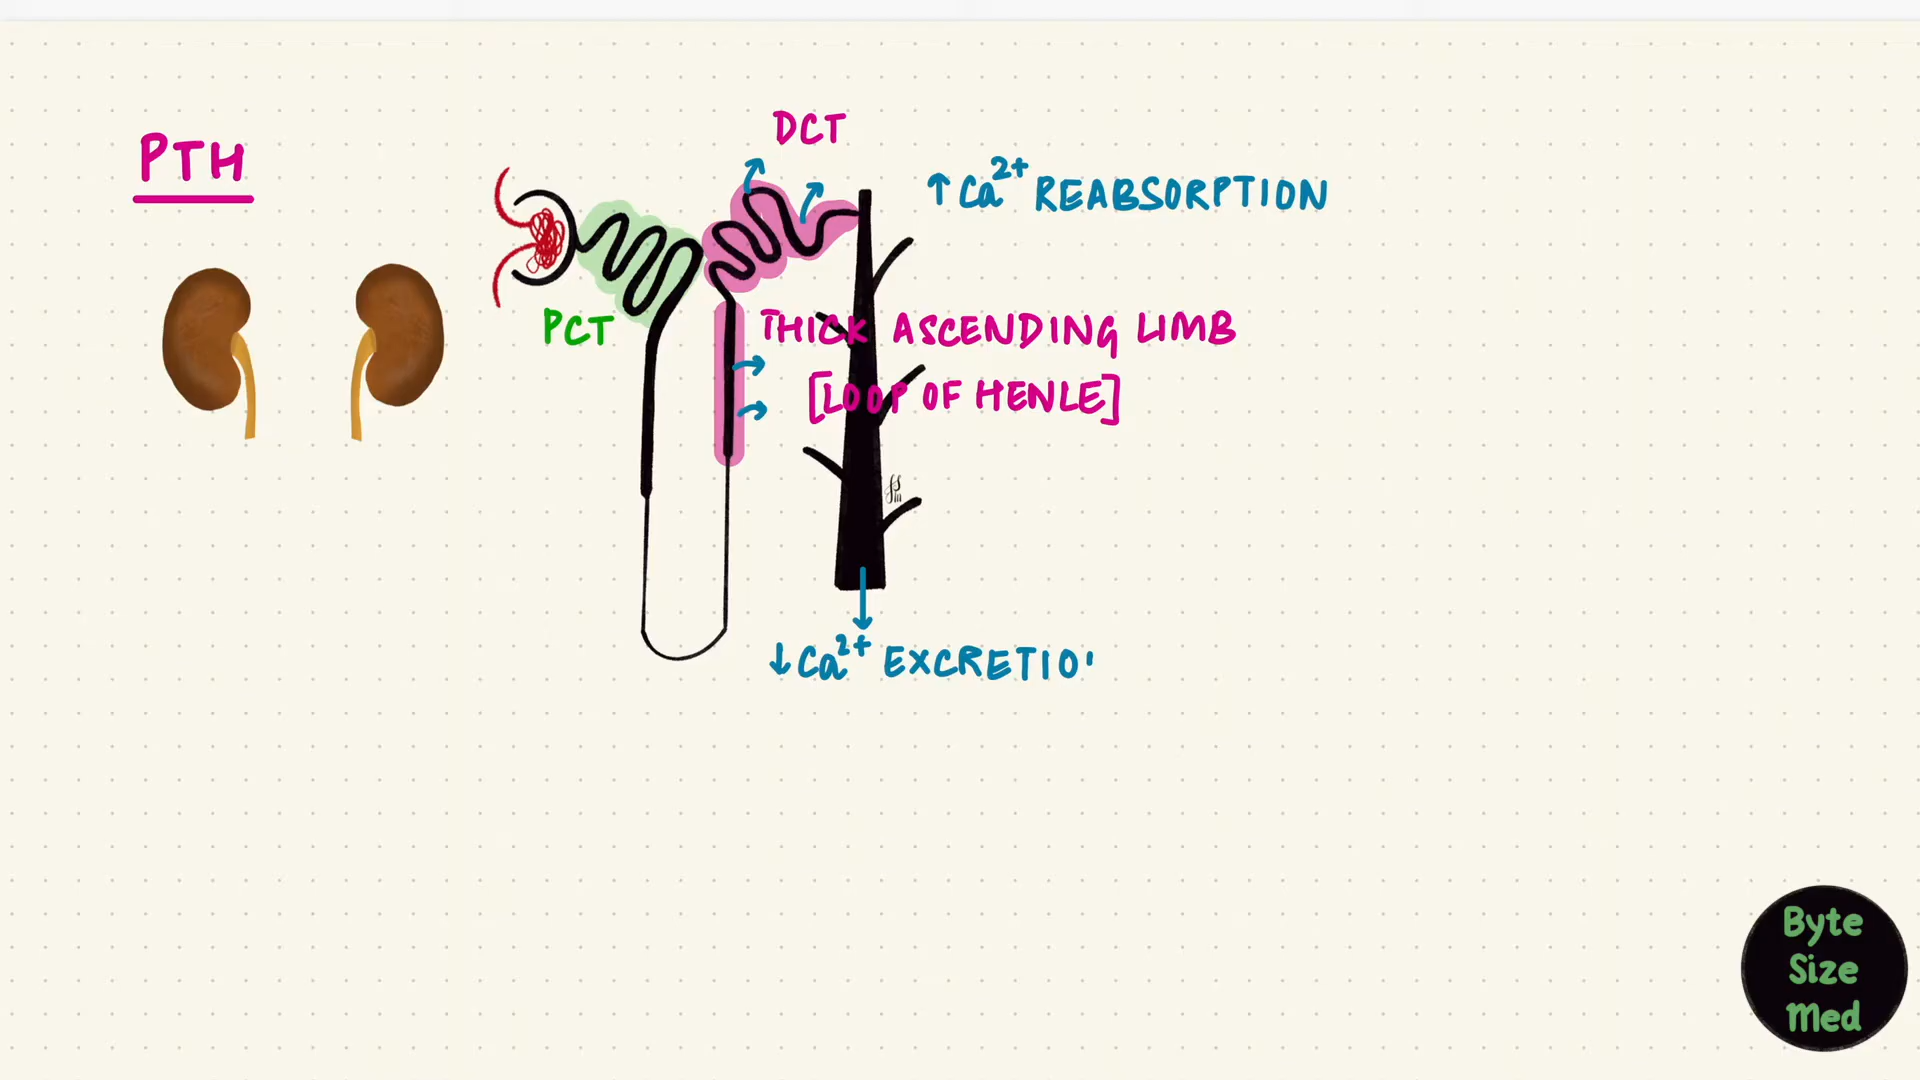 PTH
DCT
↑Ca²⁺ REABSORPTION
PCT
THICK ASCENDING LIMB
[LOOP OF HENLE]
↓Ca²⁺ EXCRETIO
Byte
Size
Med